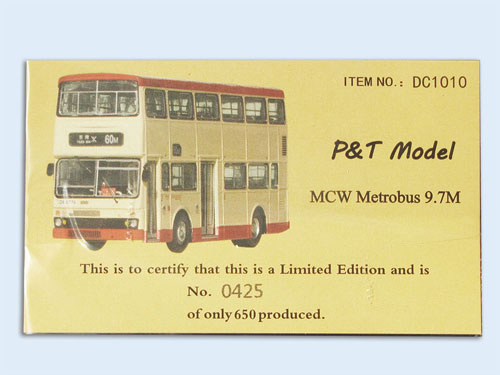 ITEM NO.: DC1010
60M
P&T Model
MCW Metrobus 9.7M
This is to certify that this is a Limited Edition and is
No. 0425
of only 650 produced.